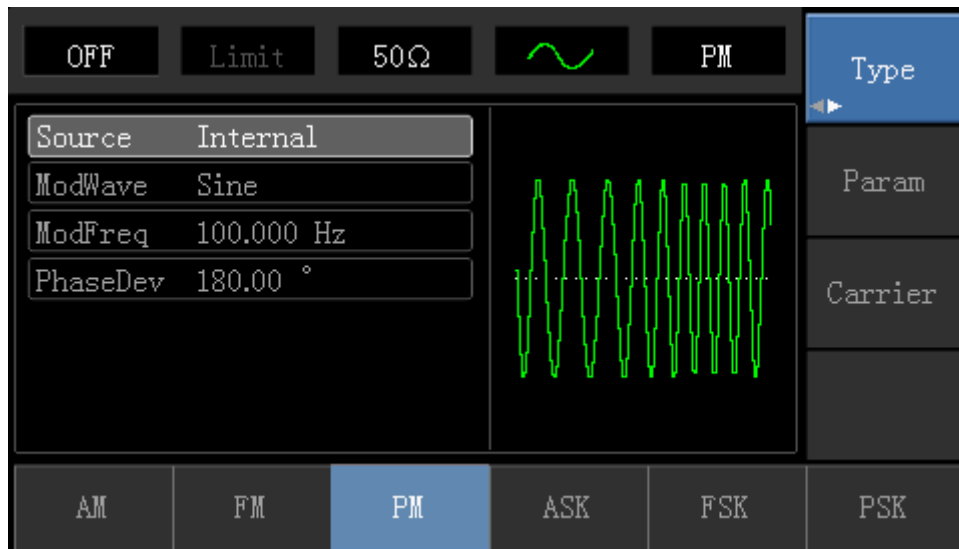 OFF Limit 50Ω PM
Type
Source Internal
ModWave Sine
ModFreq 100.000 Hz
PhaseDev 180.00 °
Param
Carrier
AM FM PM ASK FSK PSK